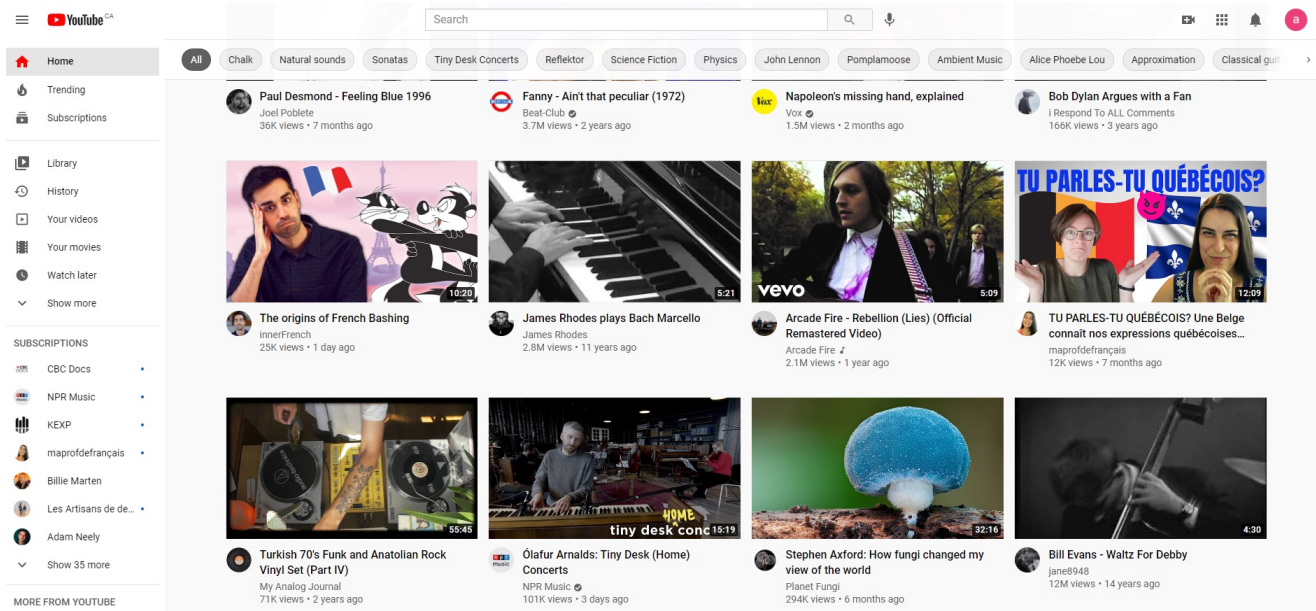 YouTube CA
Search
a
Home
Trending
Subscriptions
Library
History
Your videos
Your movies
Watch later
Show more
SUBSCRIPTIONS
CBC Docs
NPR Music
KEXP
maprofdefrançais
Billie Marten
Les Artisans de de...
Adam Neely
Show 35 more
MORE FROM YOUTUBE
All Chalk Natural sounds Sonatas Tiny Desk Concerts Reflektor Science Fiction Physics John Lennon Pomplamoose Ambient Music Alice Phoebe Lou Approximation Classical gui
Paul Desmond - Feeling Blue 1996
Joel Poblete
36K views • 7 months ago
Fanny - Ain't that peculiar (1972)
Beat-Club
3.7M views • 2 years ago
Vox
Napoleon's missing hand, explained
Vox
1.5M views • 2 months ago
Bob Dylan Argues with a Fan
i Respond To ALL Comments
166K views • 3 years ago
10:20
The origins of French Bashing
innerFrench
25K views • 1 day ago
5:21
James Rhodes plays Bach Marcello
James Rhodes
2.8M views • 11 years ago
vevo
5:09
Arcade Fire - Rebellion (Lies) (Official
Remastered Video)
Arcade Fire
2.1M views • 1 year ago
TU PARLES-TU QUÉBÉCOIS?
12:09
TU PARLES-TU QUÉBÉCOIS? Une Belge
connaît nos expressions québécoises...
maprofdefrançais
12K views • 7 months ago
55:45
Turkish 70's Funk and Anatolian Rock
Vinyl Set (Part IV)
My Analog Journal
71K views • 2 years ago
HOME
tiny desk conc
15:19
npr music
Ólafur Arnalds: Tiny Desk (Home)
Concerts
NPR Music
101K views • 3 days ago
32:16
Stephen Axford: How fungi changed my
view of the world
Planet Fungi
294K views • 6 months ago
4:30
Bill Evans - Waltz For Debby
jane8948
12M views • 14 years ago